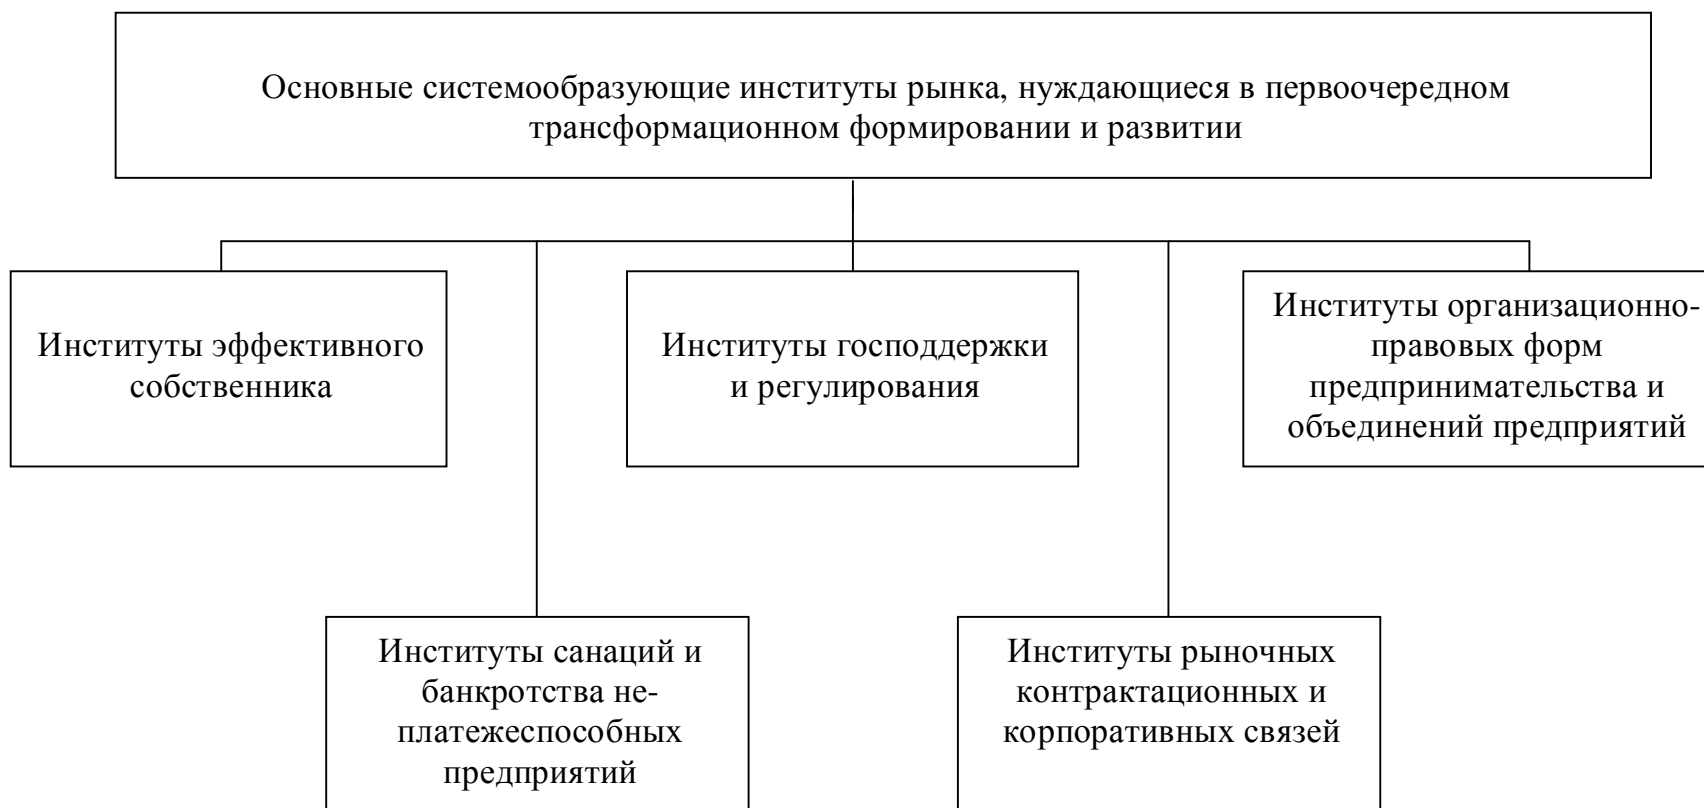 Основные системообразующие институты рынка, нуждающиеся в первоочередном
трансформационном формировании и развитии
Институты эффективного
собственника
Институты господдержки
и регулирования
Институты организационно-
правовых форм
предпринимательства и
объединений предприятий
Институты санаций и
банкротства не-
платежеспособных
предприятий
Институты рыночных
контрактационных и
корпоративных связей